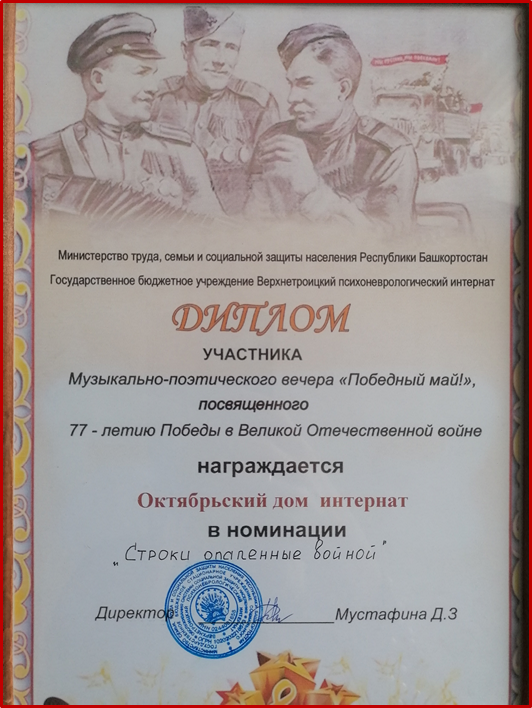 Министерство труда, семьи и социальной защиты населения Республики Башкортостан
Государственное бюджетное учреждение Верхнетроицкий психоневрологический интернат
ДИПЛОМ
УЧАСТНИКА
Музыкально-поэтического вечера «Победный май!»,
посвященного
77 - летию Победы в Великой Отечественной войне
награждается
Октябрьский дом интернат
в номинации
"Строки опаленные войной"
Директор Мустафина Д.З